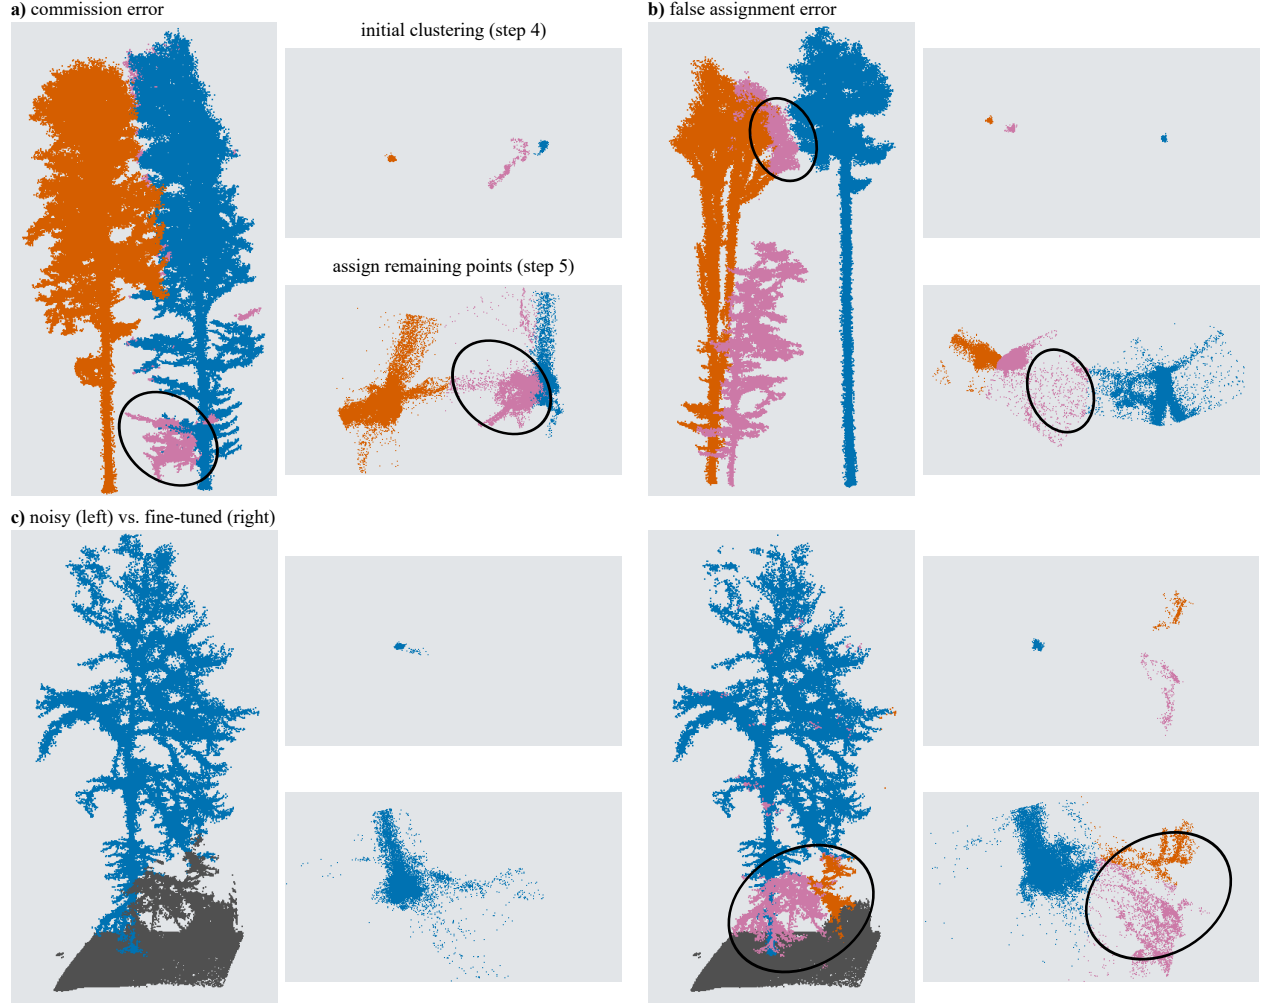 a) commission error
initial clustering (step 4)
assign remaining points (step 5)
b) false assignment error
c) noisy (left) vs. fine-tuned (right)